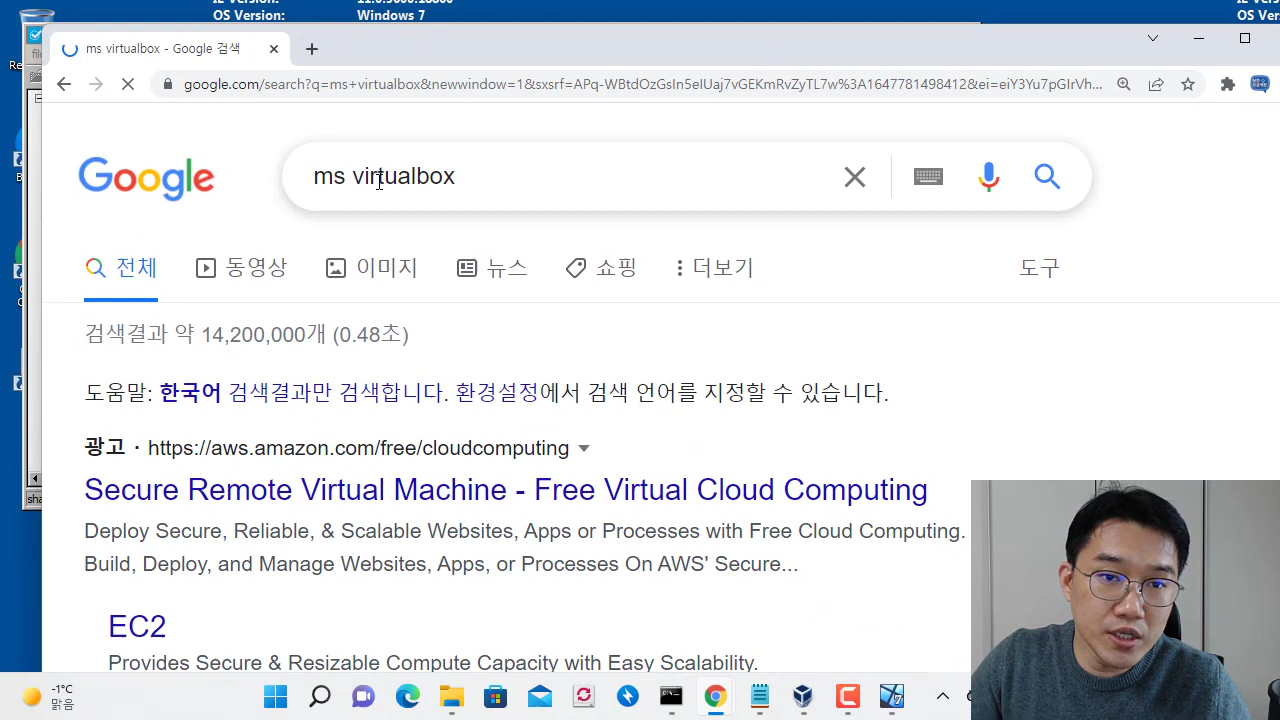 OS Version:
Windows 7
OS Ver
ms virtualbox - Google 검색
google.com/search?q=ms+virtualbox&newwindow=1&sxsrf=APq-WBtdOzGsIn5eIUaj7vGEKmRvZyTL7w%3A1647781498412&ei=eiY3Yu7pGIrVh...
Google
ms virtualbox
전체
동영상
이미지
뉴스
쇼핑
더보기
도구
검색결과 약 14,200,000개 (0.48초)
도움말: 한국어 검색결과만 검색합니다. 환경설정에서 검색 언어를 지정할 수 있습니다.
광고 · https://aws.amazon.com/free/cloudcomputing
Secure Remote Virtual Machine - Free Virtual Cloud Computing
Deploy Secure, Reliable, & Scalable Websites, Apps or Processes with Free Cloud Computing.
Build, Deploy, and Manage Websites, Apps, or Processes On AWS' Secure...
EC2
Provides Secure & Resizable Compute Capacity with Easy Scalability.
-1°C
맑음